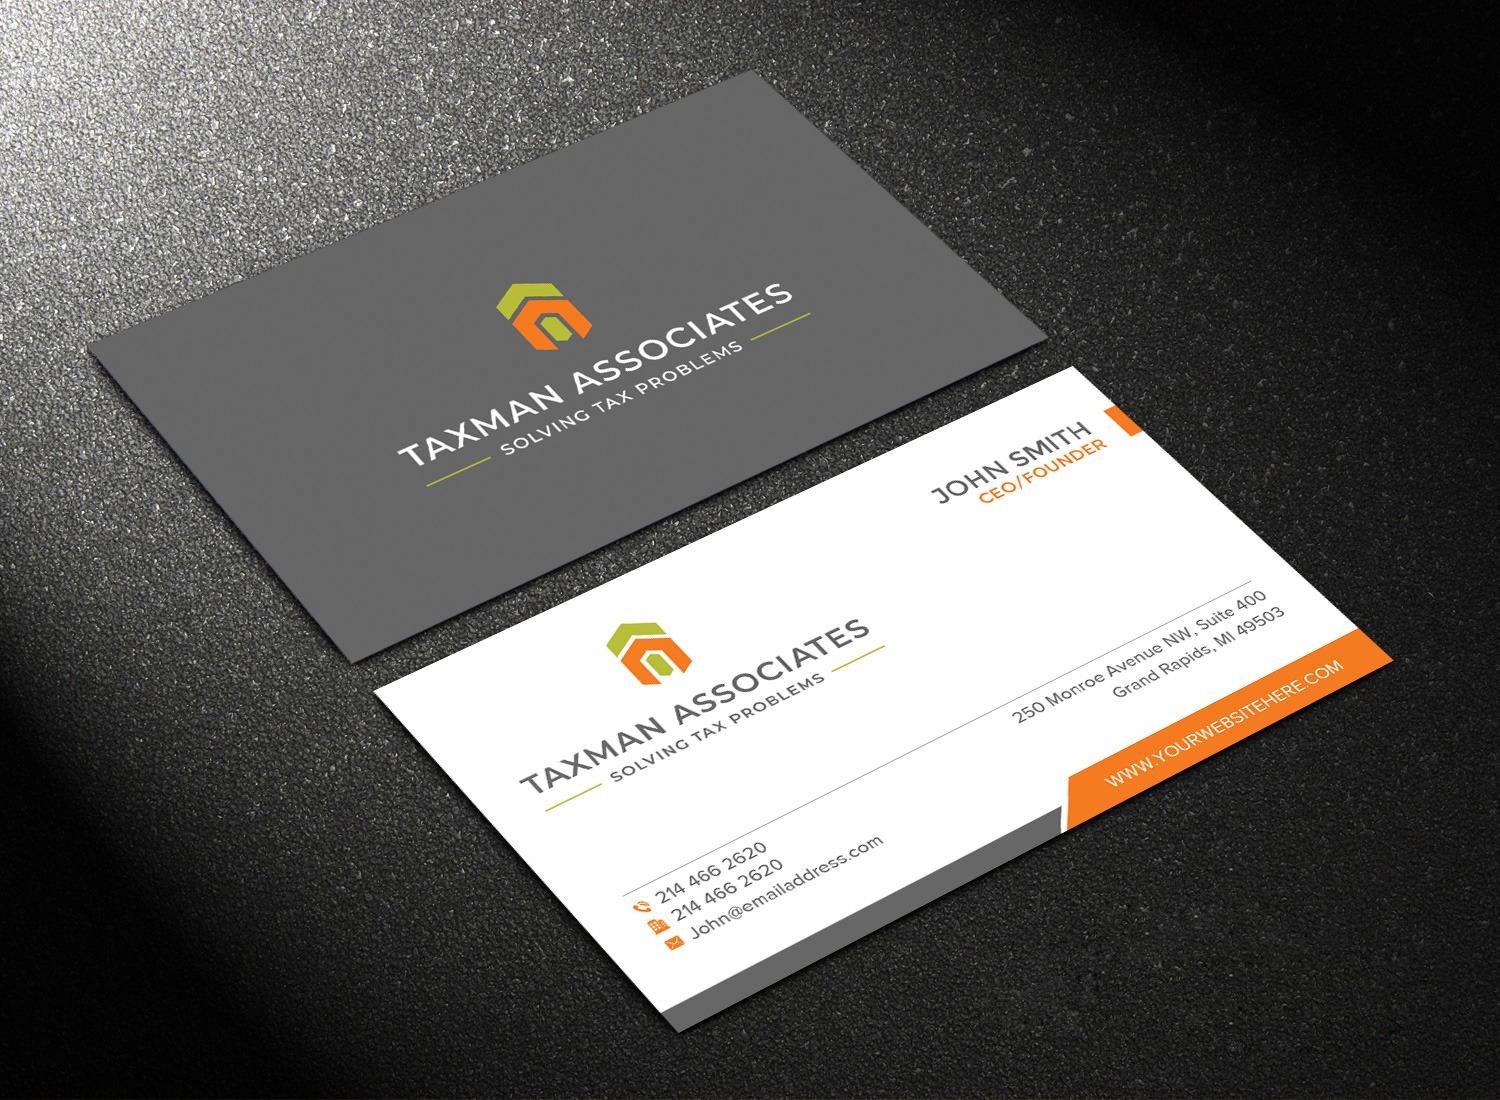 TAXMAN ASSOCIATES
SOLVING TAX PROBLEMS
JOHN SMITH
CEO/FOUNDER
TAXMAN ASSOCIATES
SOLVING TAX PROBLEMS
250 Monroe Avenue NW, Suite 400
Grand Rapids, MI 49503
214 466 2620
214 466 2620
John@emailaddress.com
WWW.YOURWEBSITEHERE.COM